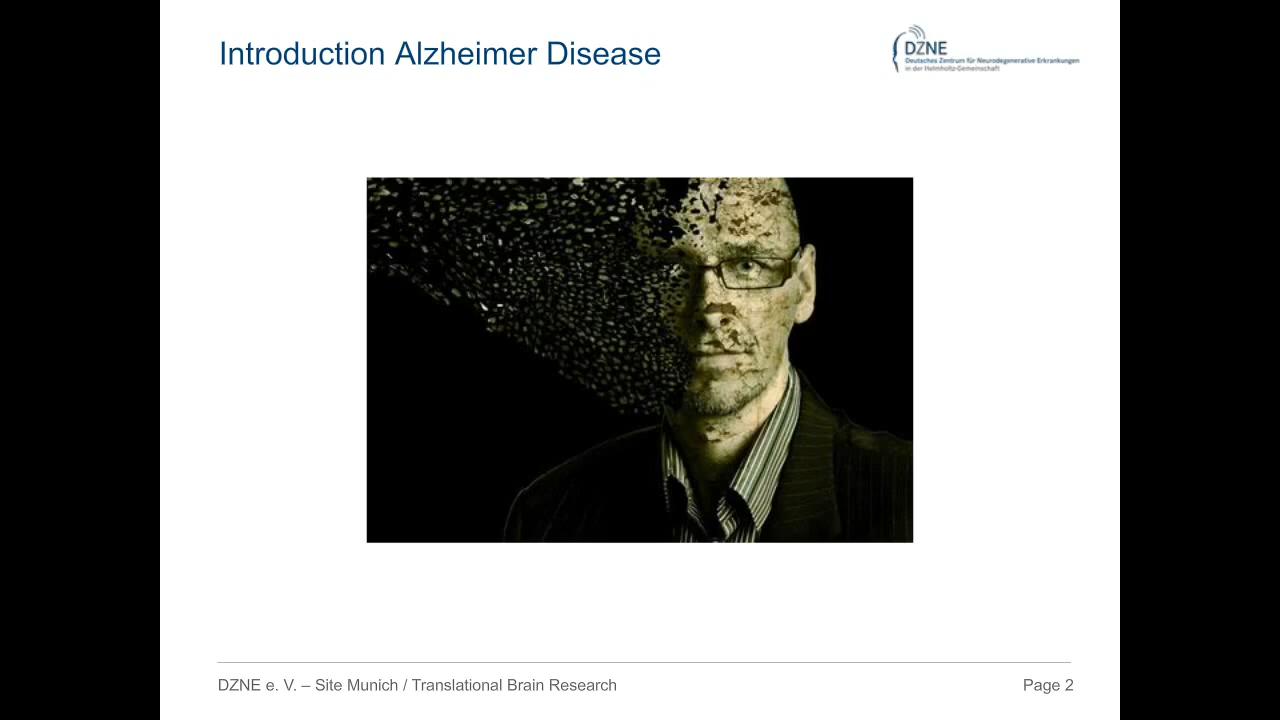 Introduction Alzheimer Disease
DZNE
Deutsches Zentrum für Neurodegenerative Erkrankungen
in der Helmholtz-Gemeinschaft
DZNE e. V. – Site Munich / Translational Brain Research
Page 2